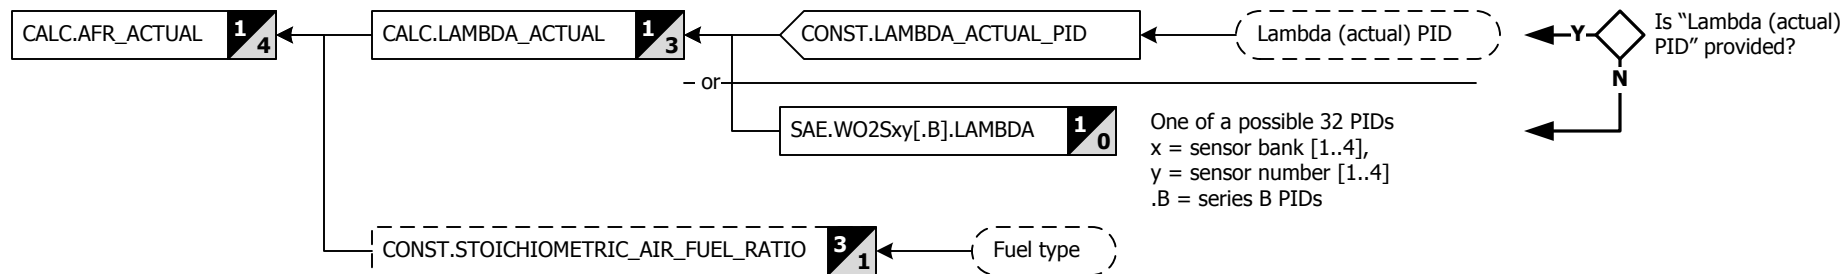 CALC.AFR_ACTUAL
1
4
CALC.LAMBDA_ACTUAL
1
3
CONST.LAMBDA_ACTUAL_PID
Lambda (actual) PID
Y
N
Is “Lambda (actual)
PID” provided?
or
SAE.WO2Sxy[.B].LAMBDA
1
0
One of a possible 32 PIDs
x = sensor bank [1..4],
y = sensor number [1..4]
.B = series B PIDs
CONST.STOICHIOMETRIC_AIR_FUEL_RATIO
3
1
Fuel type